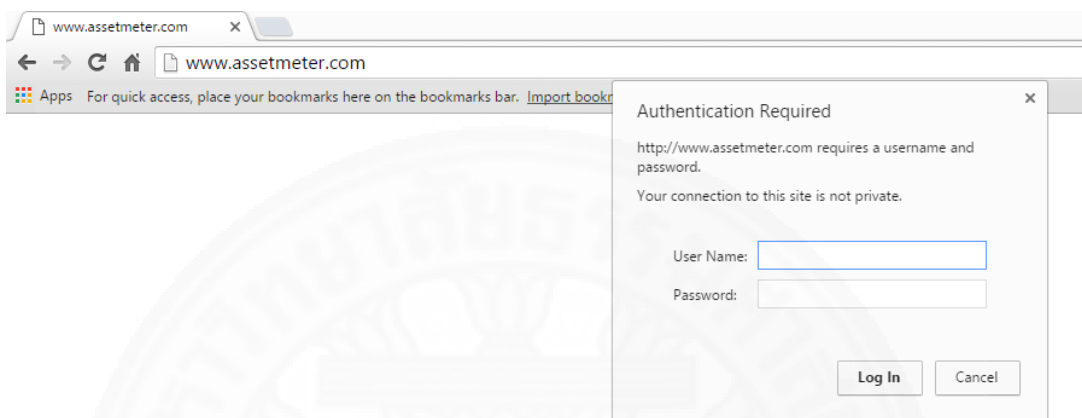 www.assetmeter.com
www.assetmeter.com
Apps For quick access, place your bookmarks here on the bookmarks bar. Import bookr
Authentication Required
http://www.assetmeter.com requires a username and
password.
Your connection to this site is not private.
User Name:
Password:
Log In Cancel